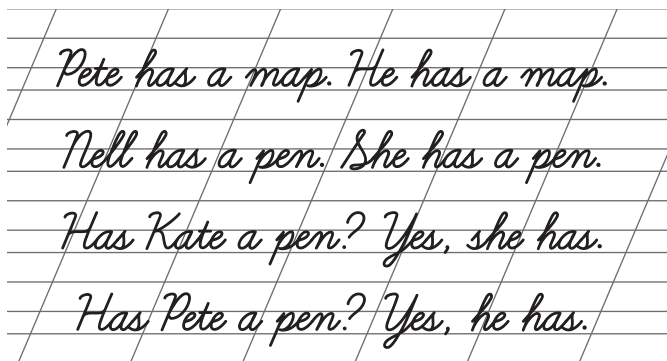 Pete has a map. He has a map.
Nell has a pen. She has a pen.
Has Kate a pen? Yes, she has.
Has Pete a pen? Yes, he has.